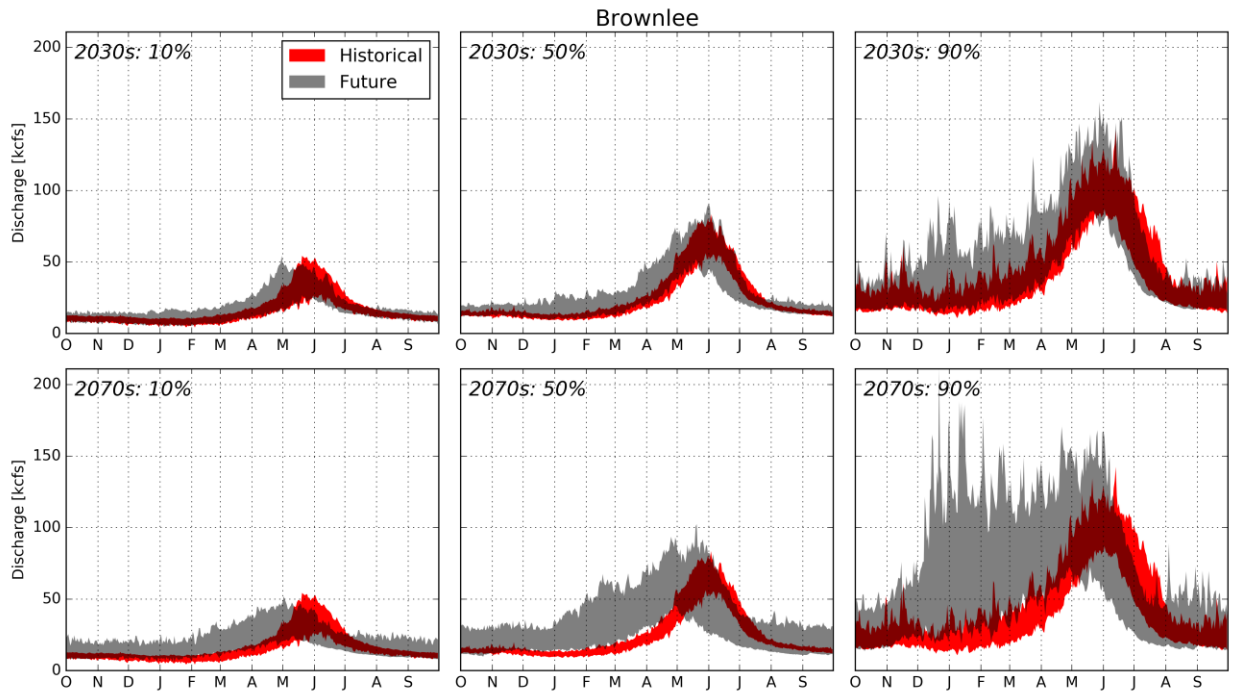 Brownlee
2030s: 10%
Historical
Future
2030s: 50%
2030s: 90%
Discharge [kcfs]
200
150
100
50
0
O N D J F M A M J J A S
O N D J F M A M J J A S
O N D J F M A M J J A S
2070s: 10%
2070s: 50%
2070s: 90%
Discharge [kcfs]
200
150
100
50
0
O N D J F M A M J J A S
O N D J F M A M J J A S
O N D J F M A M J J A S